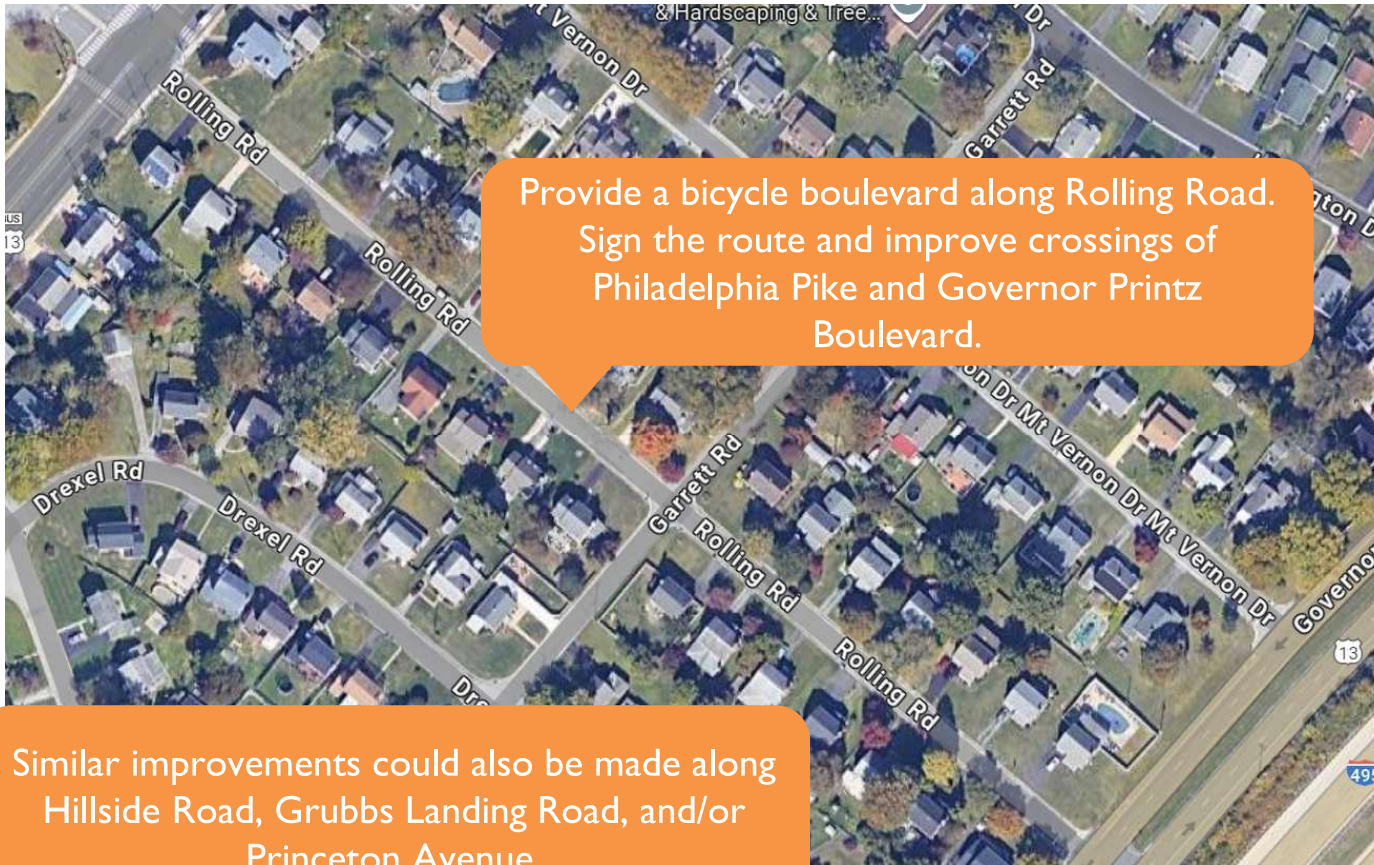 & Hardscaping & Tree...
Vernon Dr
Dr
Rolling Rd
Garrett Rd
Provide a bicycle boulevard along Rolling Road.
Sign the route and improve crossings of
Philadelphia Pike and Governor Printz
Boulevard.
BUS
13
Rolling Rd
Dr Mt Vernon Dr Mt Vernon Dr
Drexel Rd
Drexel Rd
Garrett Rd
Rolling Rd
Rolling Rd
Governor
13
495
Similar improvements could also be made along
Hillside Road, Grubbs Landing Road, and/or
Princeton Avenue